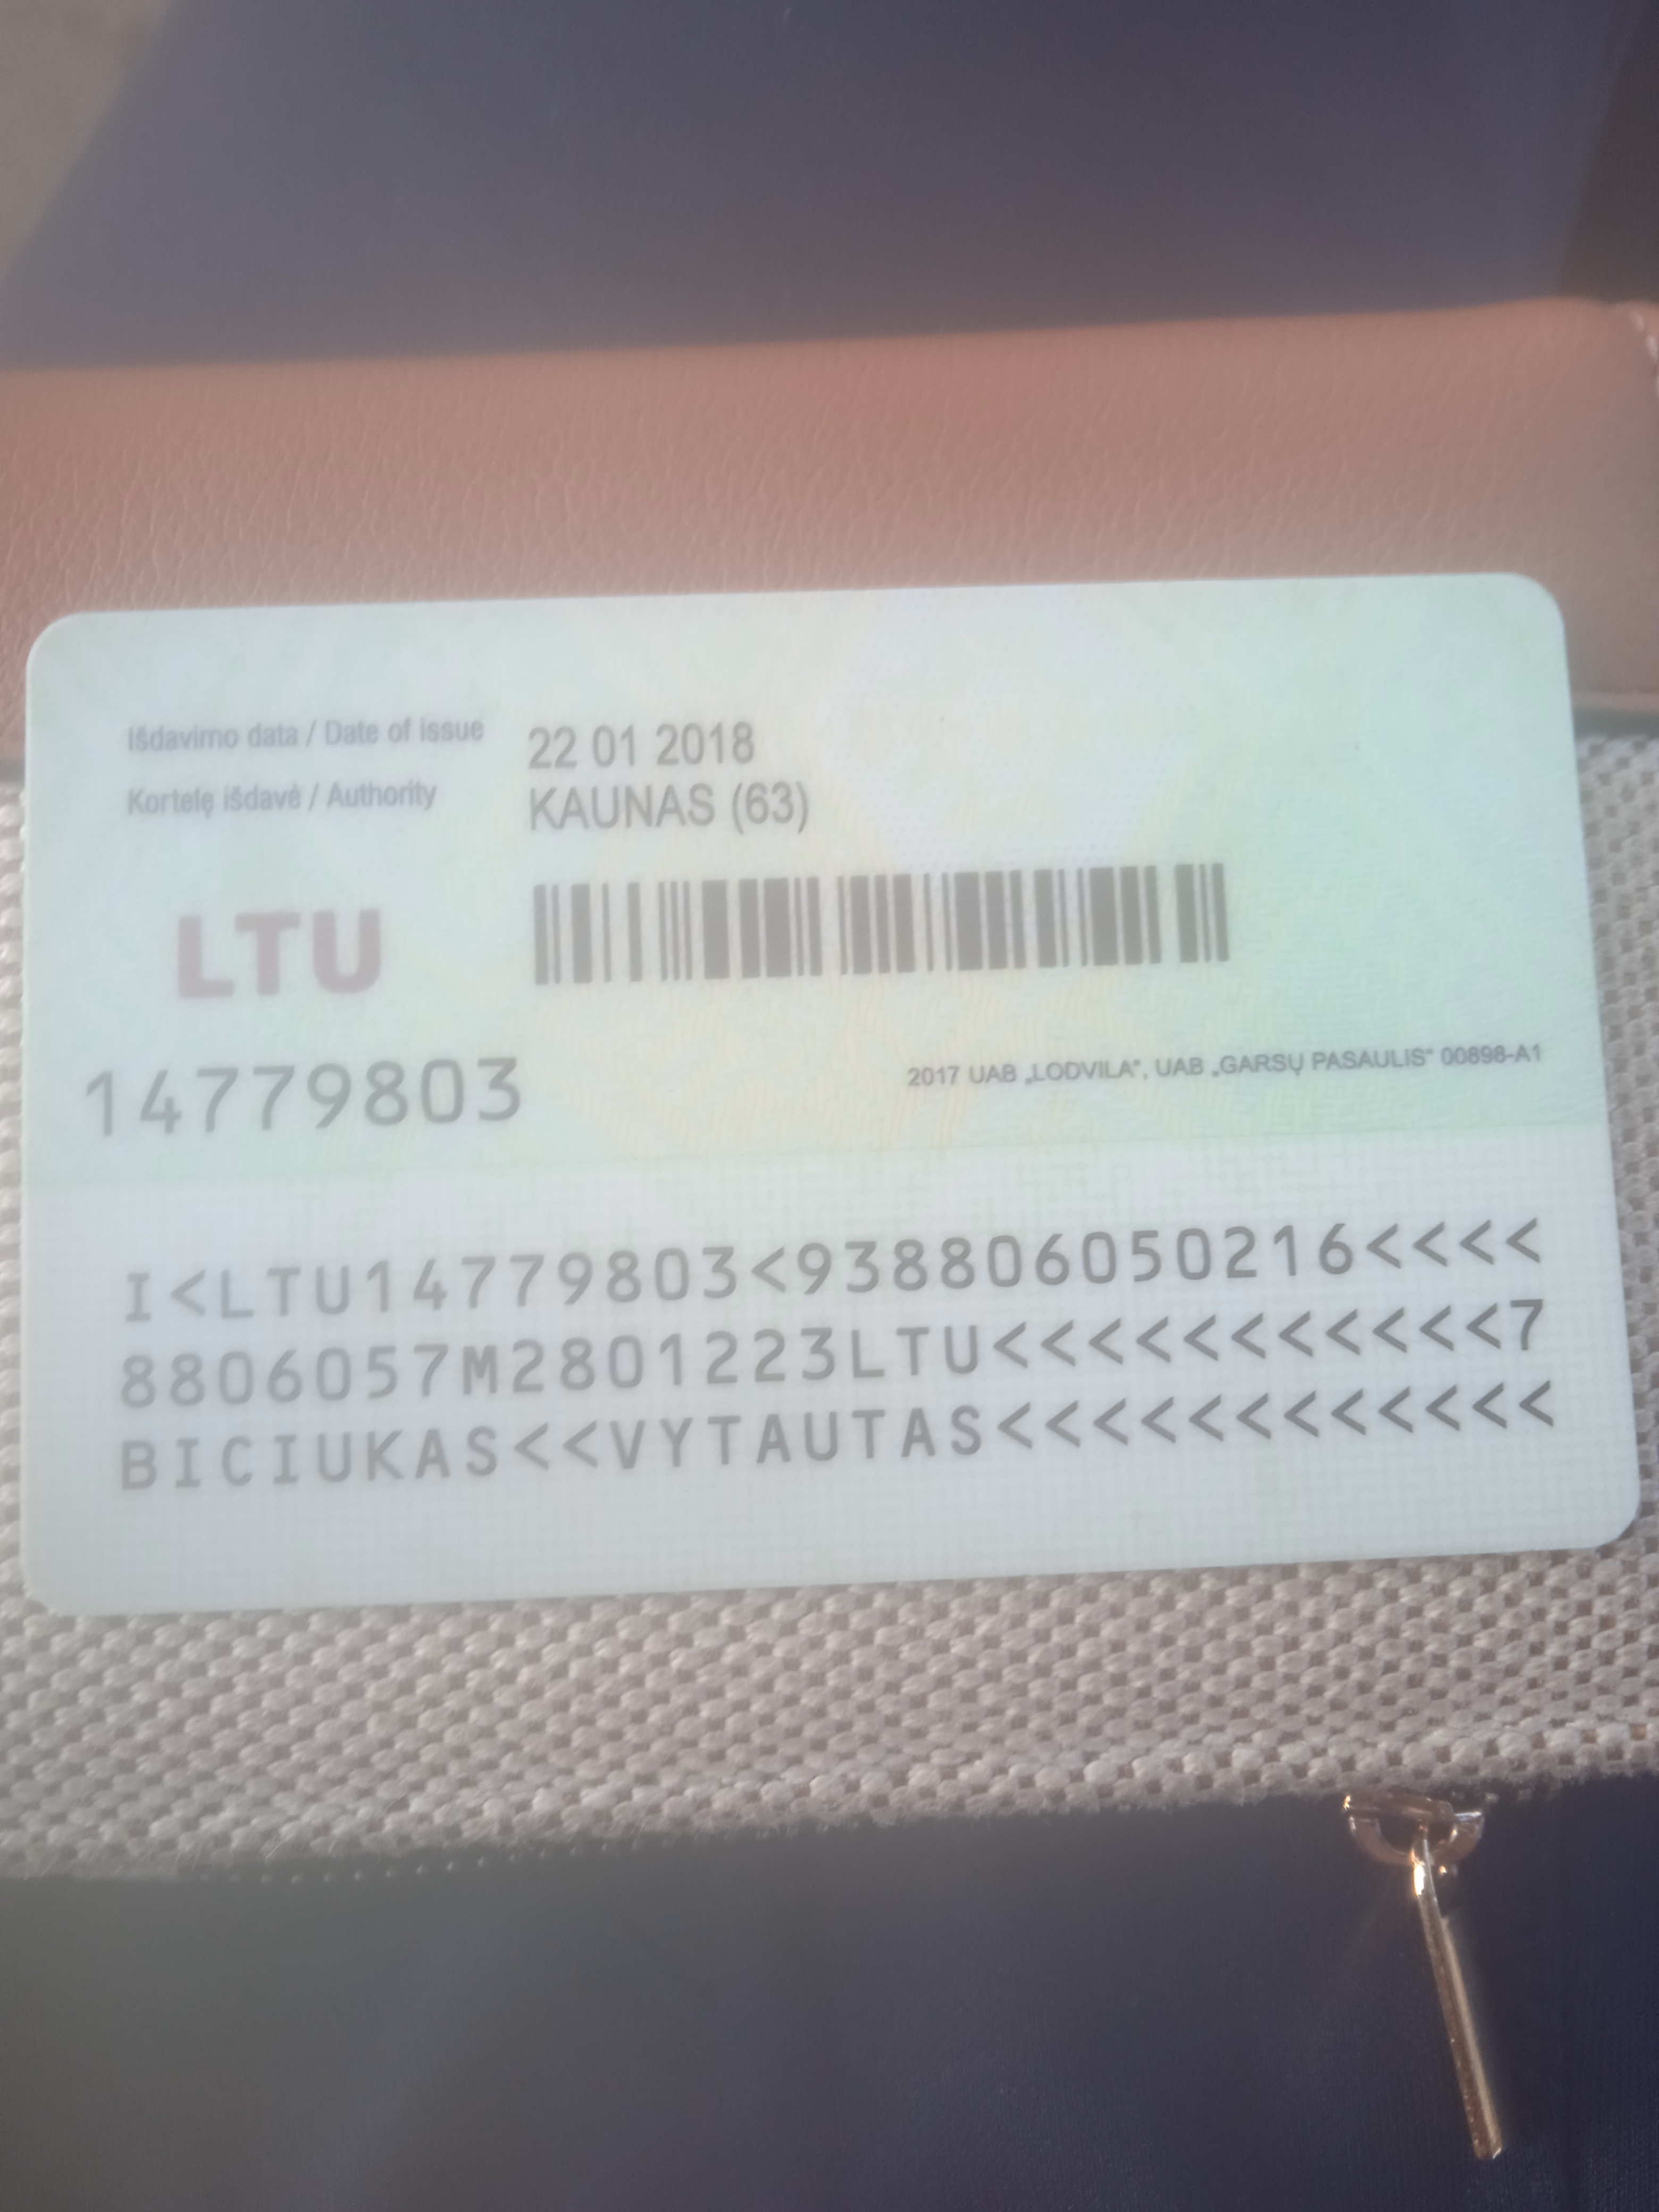 Išdavimo data / Date of issue 22 01 2018
Kortelę išdavė / Authority KAUNAS (63)
LTU
14779803
2017 UAB „LODVILA", UAB „GARSŲ PASAULIS" 00898-A1
I<LTU14779803<938806050216<<<<
8806057M2801223LTU<<<<<<<<<<<7
BICIUKAS<<VYTAUTAS<<<<<<<<<<<<